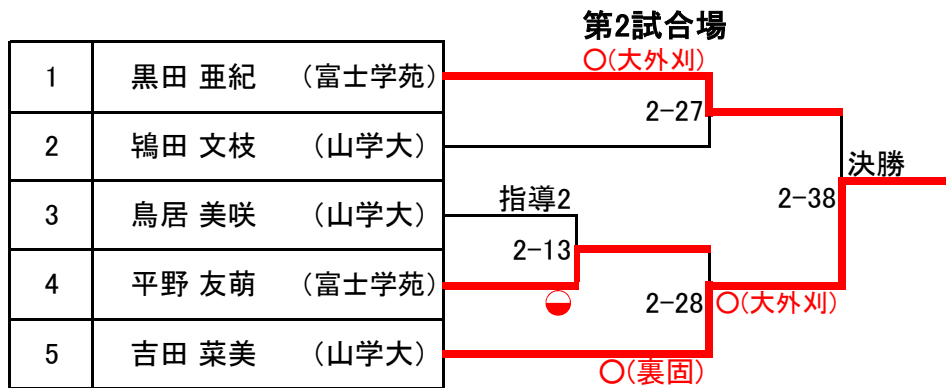 第2試合場
〇(大外刈)
1 黒田 亜紀 (富士学苑)
2-27
2 鴇田 文枝 (山学大)
決勝
2-38
3 鳥居 美咲 (山学大)
指導2
2-13
4 平野 友萌 (富士学苑)
2-28
〇(大外刈)
5 吉田 菜美 (山学大)
〇(裏固)